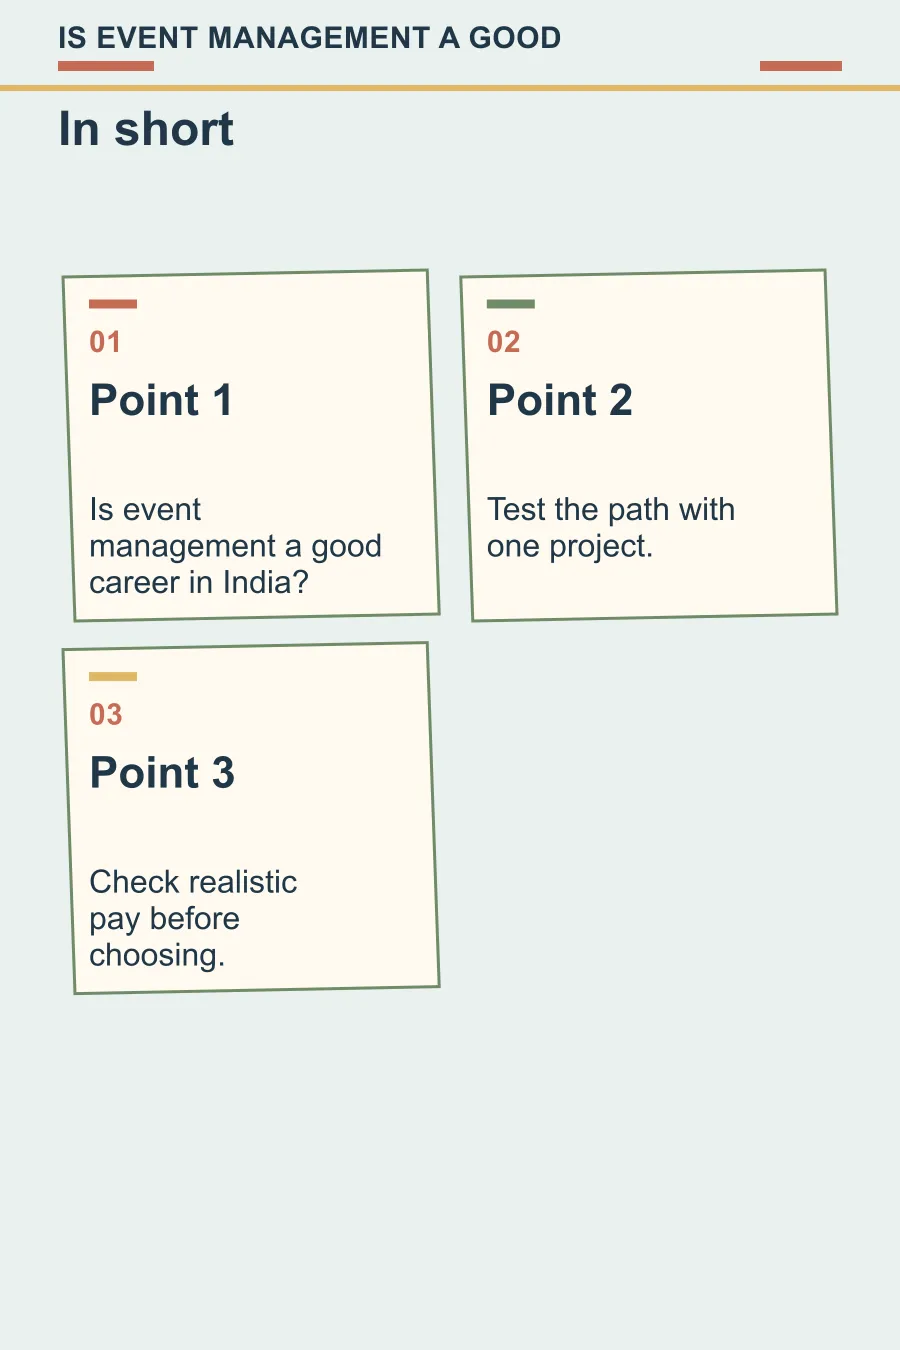 IS EVENT MANAGEMENT A GOOD
In short
01
Point 1
Is event
management a good
career in India?
02
Point 2
Test the path with
one project.
03
Point 3
Check realistic
pay before
choosing.